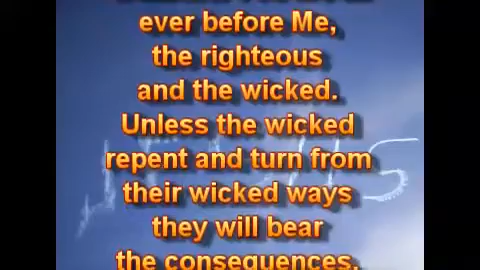 ever before Me,
the righteous
and the wicked.
Unless the wicked
repent and turn from
their wicked ways
they will bear
the consequences,
JESUS